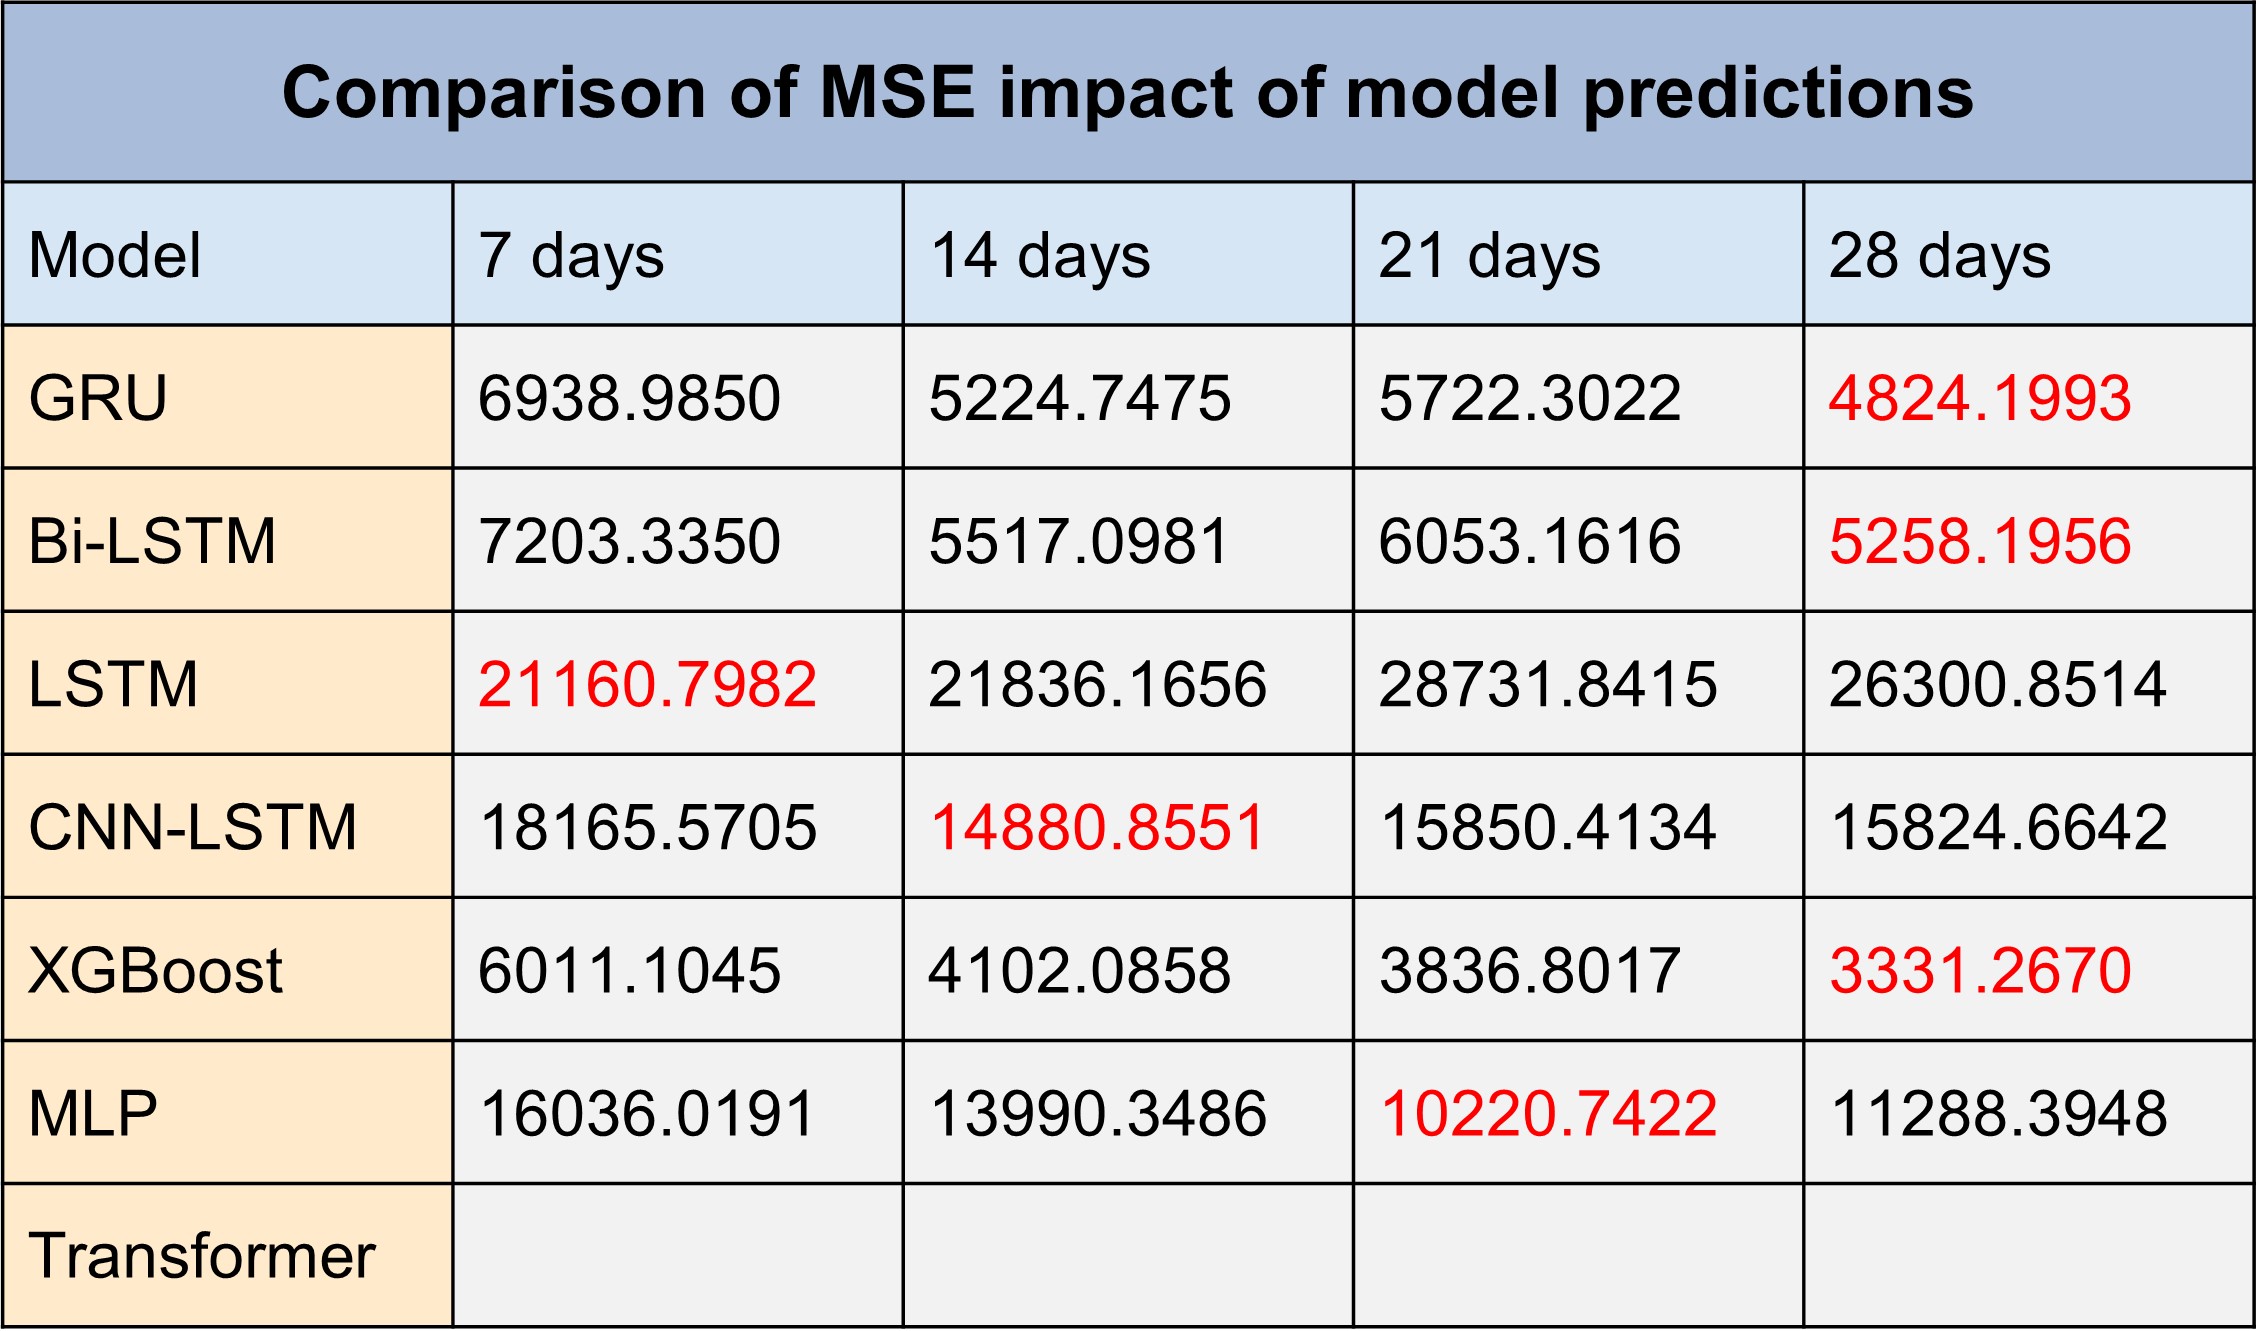 Comparison of MSE impact of model predictions
Model 7 days 14 days 21 days 28 days
GRU 6938.9850 5224.7475 5722.3022 4824.1993
Bi-LSTM 7203.3350 5517.0981 6053.1616 5258.1956
LSTM 21160.7982 21836.1656 28731.8415 26300.8514
CNN-LSTM 18165.5705 14880.8551 15850.4134 15824.6642
XGBoost 6011.1045 4102.0858 3836.8017 3331.2670
MLP 16036.0191 13990.3486 10220.7422 11288.3948
Transformer